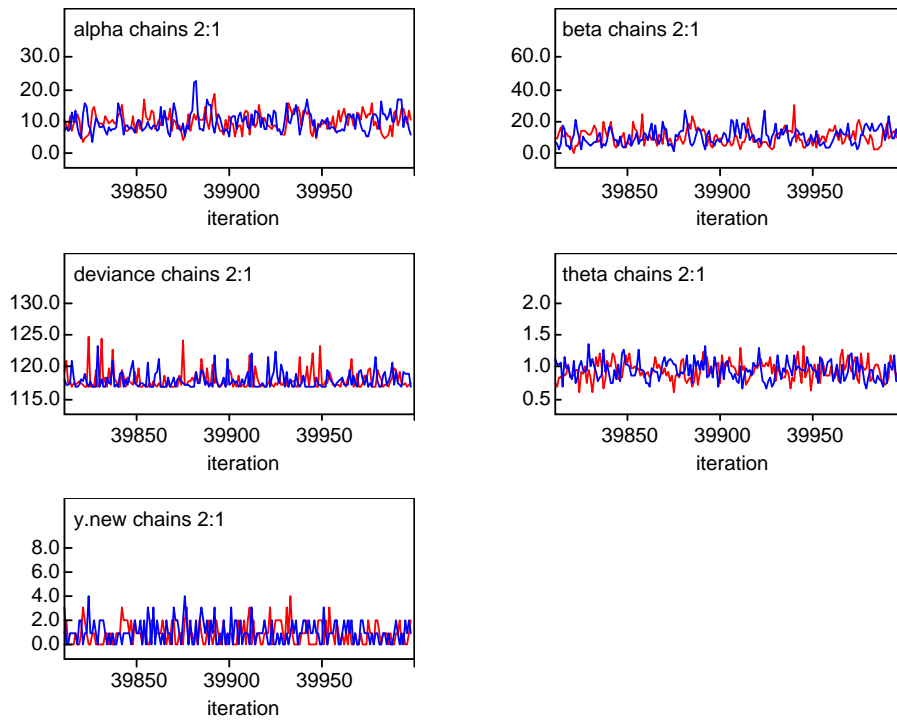 alpha chains 2:1
30.0
20.0
10.0
0.0
39850 39900 39950
iteration
beta chains 2:1
60.0
40.0
20.0
0.0
39850 39900 39950
iteration
deviance chains 2:1
130.0
125.0
120.0
115.0
39850 39900 39950
iteration
theta chains 2:1
2.0
1.5
1.0
0.5
39850 39900 39950
iteration
y.new chains 2:1
8.0
6.0
4.0
2.0
0.0
39850 39900 39950
iteration